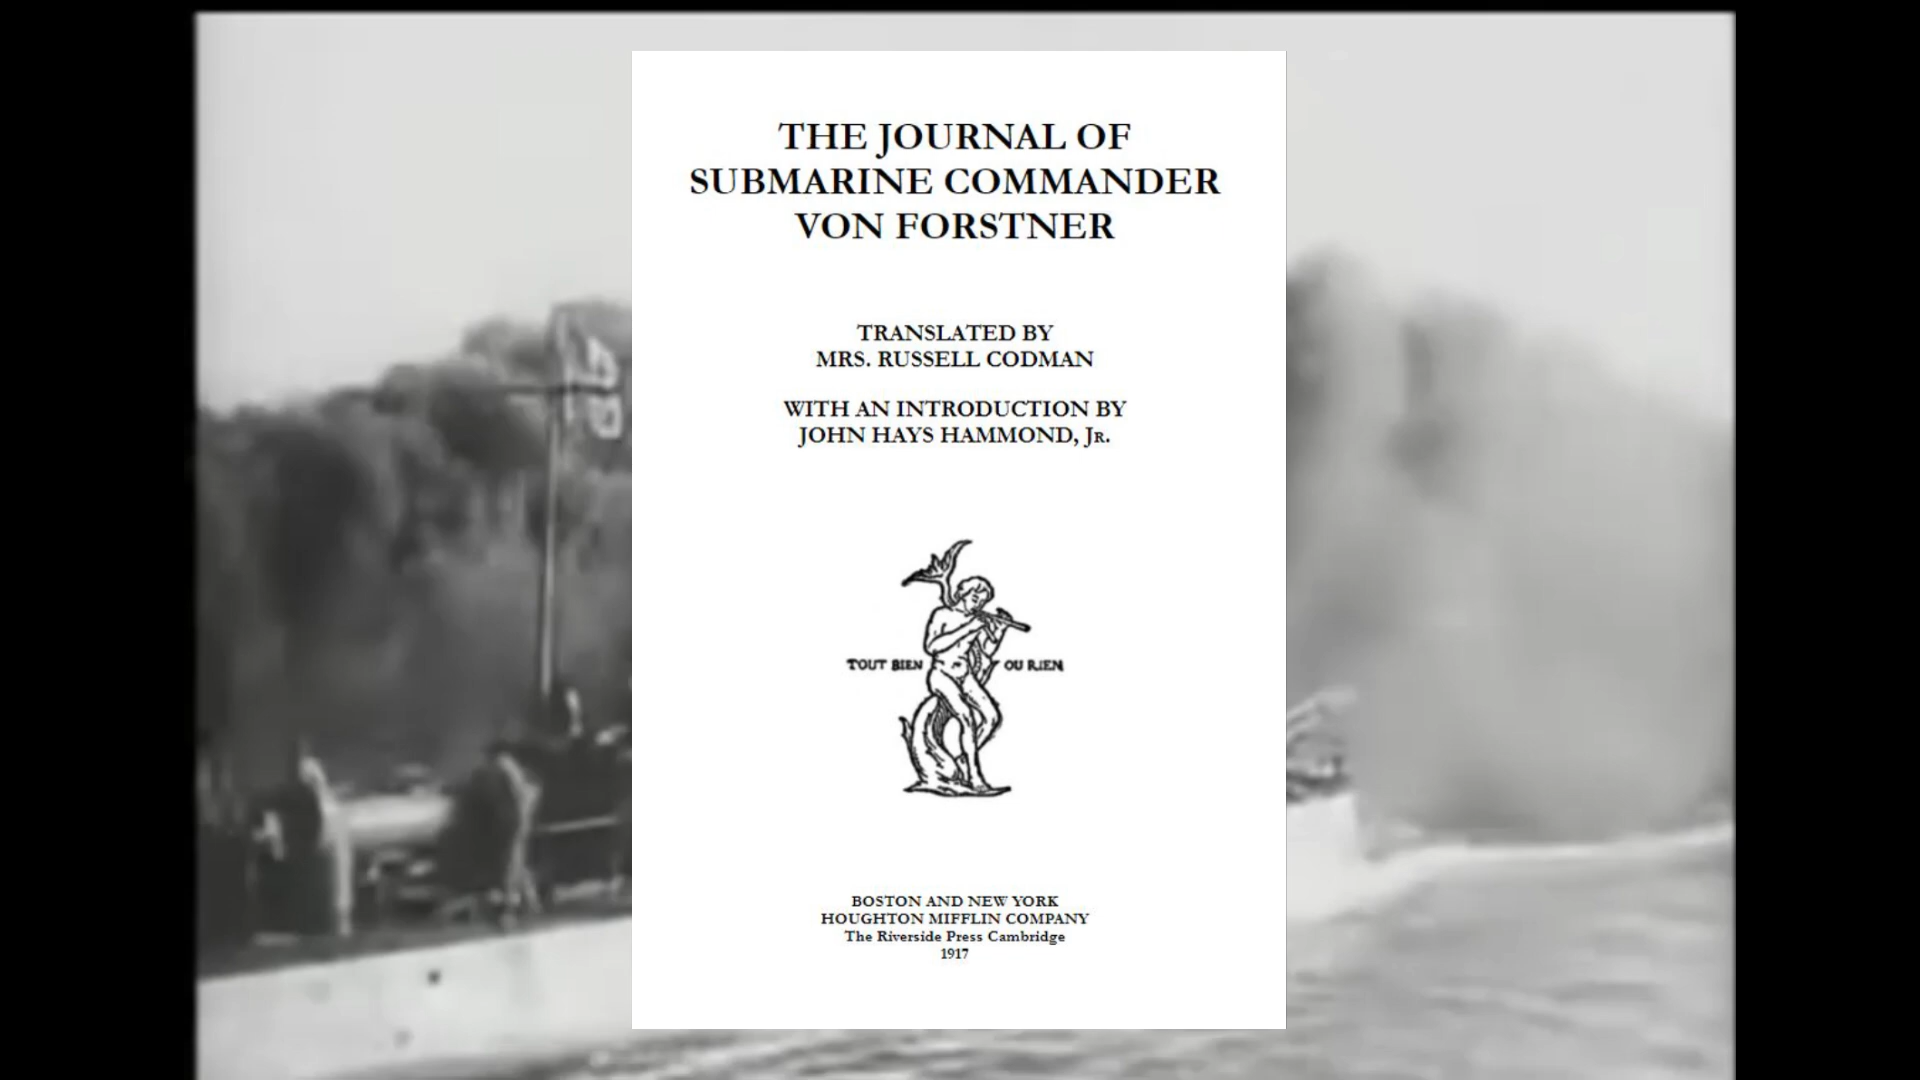 THE JOURNAL OF
SUBMARINE COMMANDER
VON FORSTNER
TRANSLATED BY
MRS. RUSSELL CODMAN
WITH AN INTRODUCTION BY
JOHN HAYS HAMMOND, Jr.
TOUT BIEN OU RIEN
BOSTON AND NEW YORK
HOUGHTON MIFFLIN COMPANY
The Riverside Press Cambridge
1917